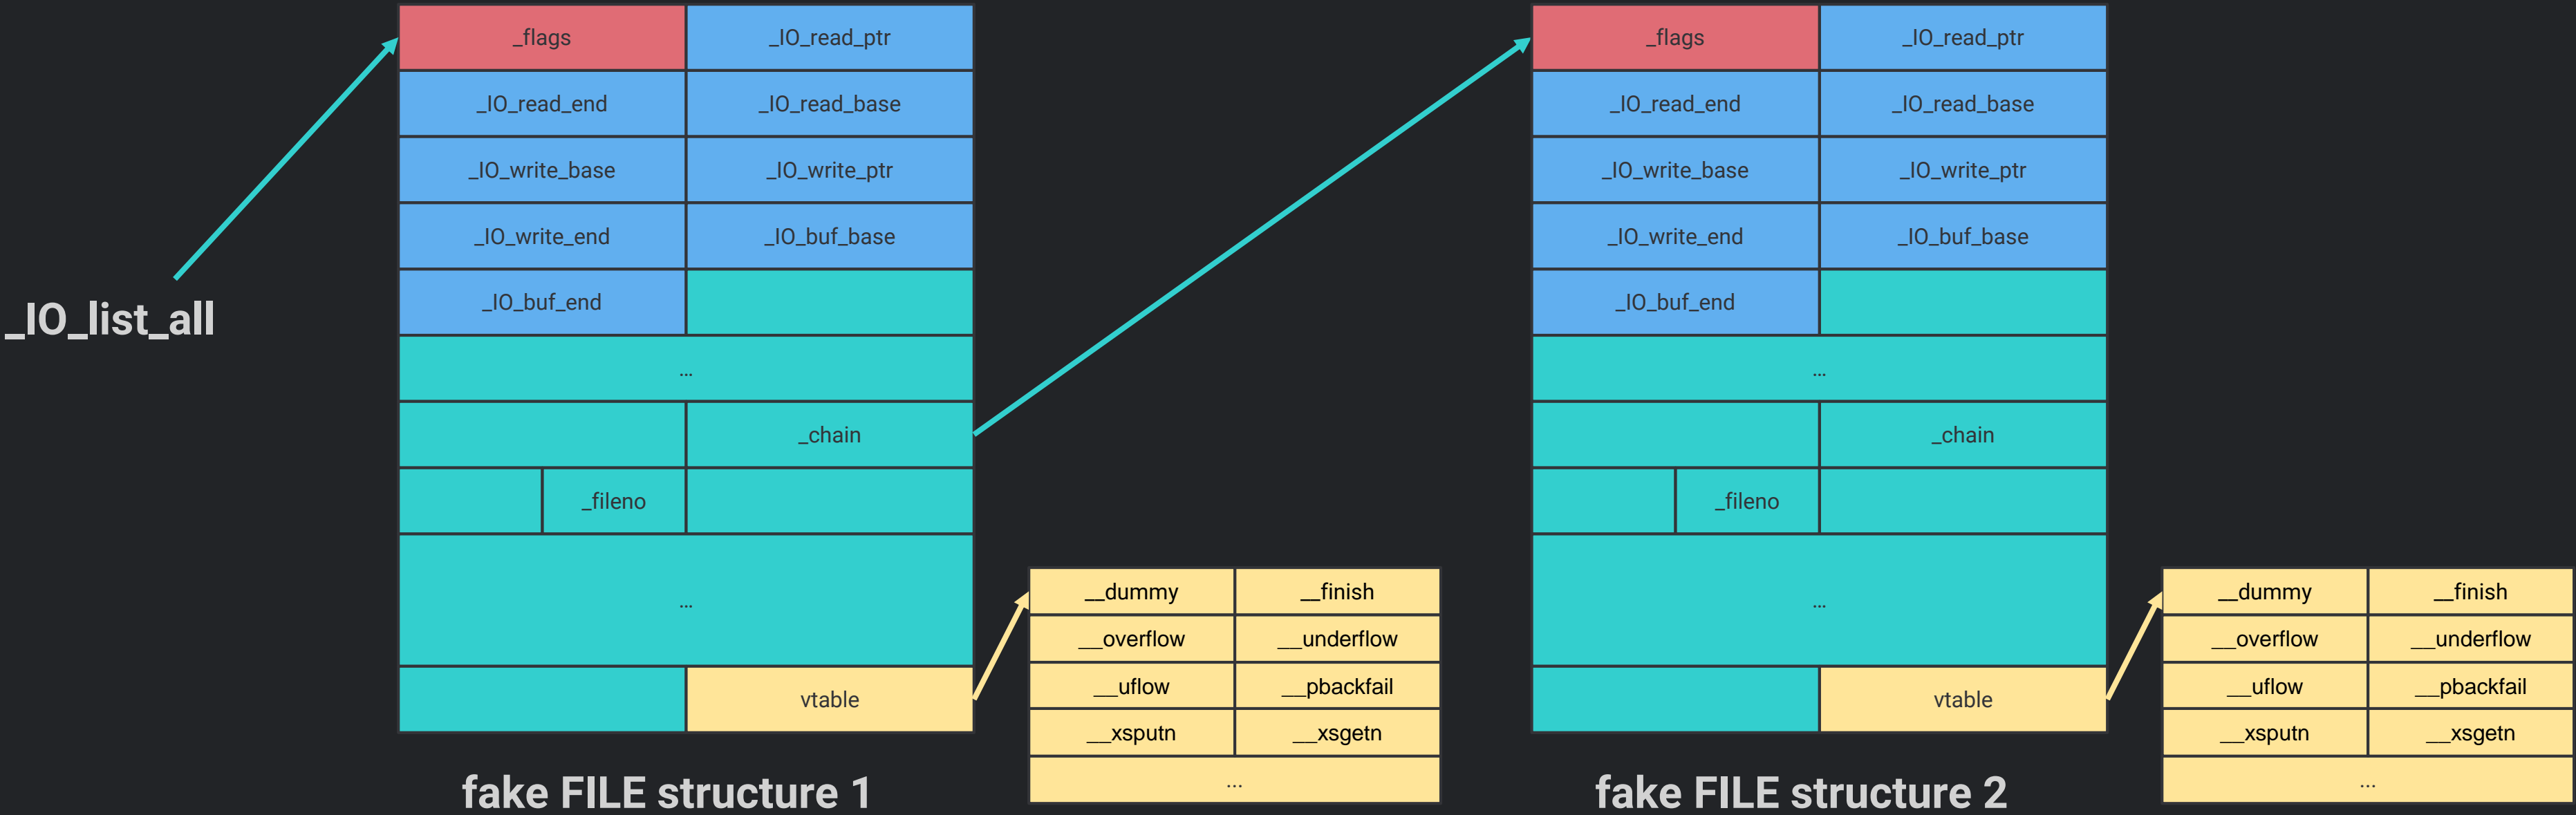 _IO_list_all
_flags _IO_read_ptr
_IO_read_end _IO_read_base
_IO_write_base _IO_write_ptr
_IO_write_end _IO_buf_base
_IO_buf_end
...
_chain
_fileno
...
vtable
fake FILE structure 1
__dummy __finish
__overflow __underflow
__uflow __pbackfail
__xsputn __xsgetn
...
_flags _IO_read_ptr
_IO_read_end _IO_read_base
_IO_write_base _IO_write_ptr
_IO_write_end _IO_buf_base
_IO_buf_end
...
_chain
_fileno
...
vtable
fake FILE structure 2
__dummy __finish
__overflow __underflow
__uflow __pbackfail
__xsputn __xsgetn
...